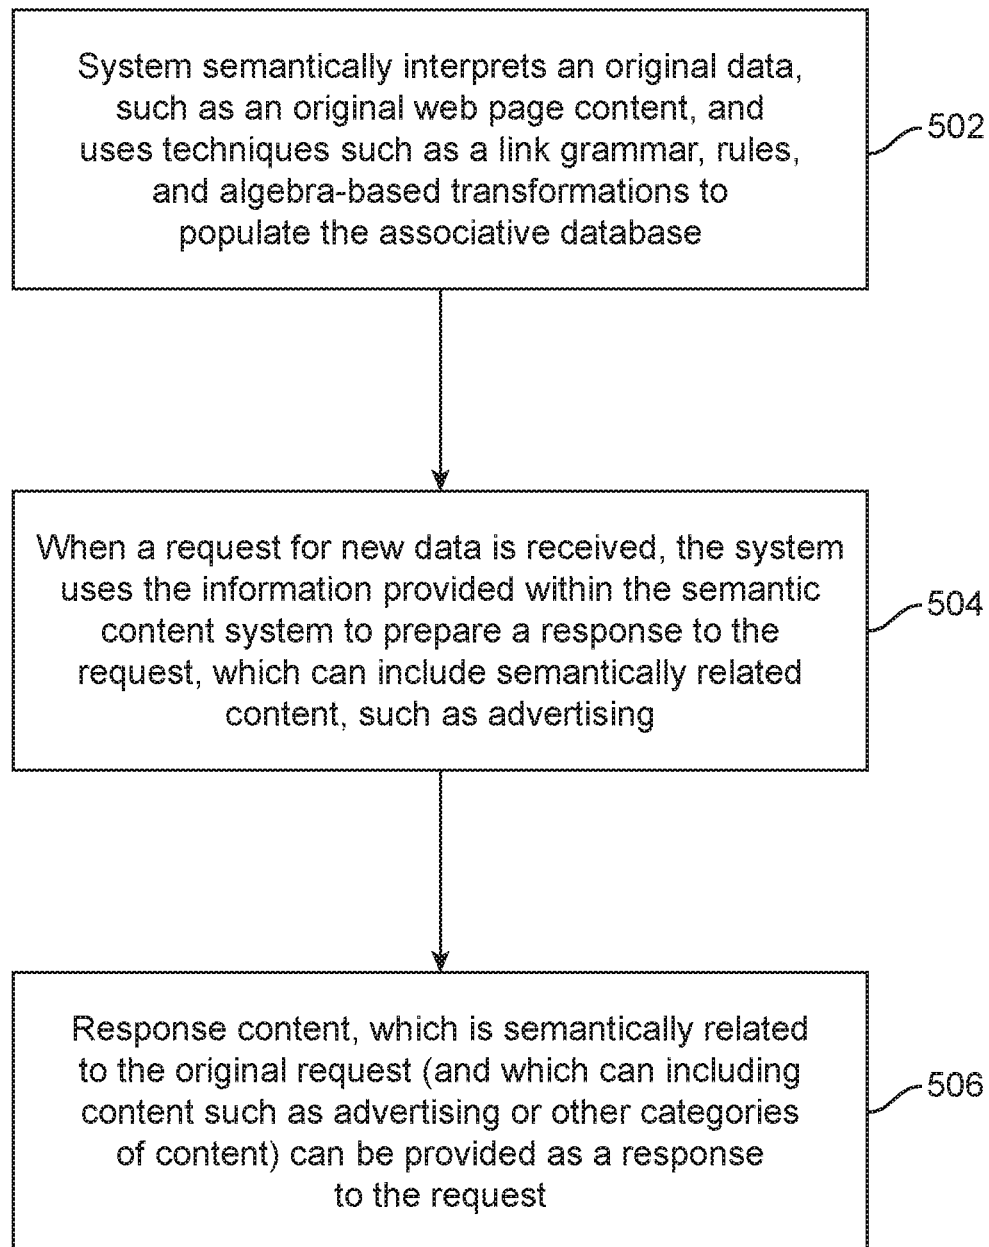 System semantically interprets an original data,
such as an original web page content, and
uses techniques such as a link grammar, rules,
and algebra-based transformations to
populate the associative database
502
When a request for new data is received, the system
uses the information provided within the semantic
content system to prepare a response to the
request, which can include semantically related
content, such as advertising
504
Response content, which is semantically related
to the original request (and which can including
content such as advertising or other categories
of content) can be provided as a response
to the request
506